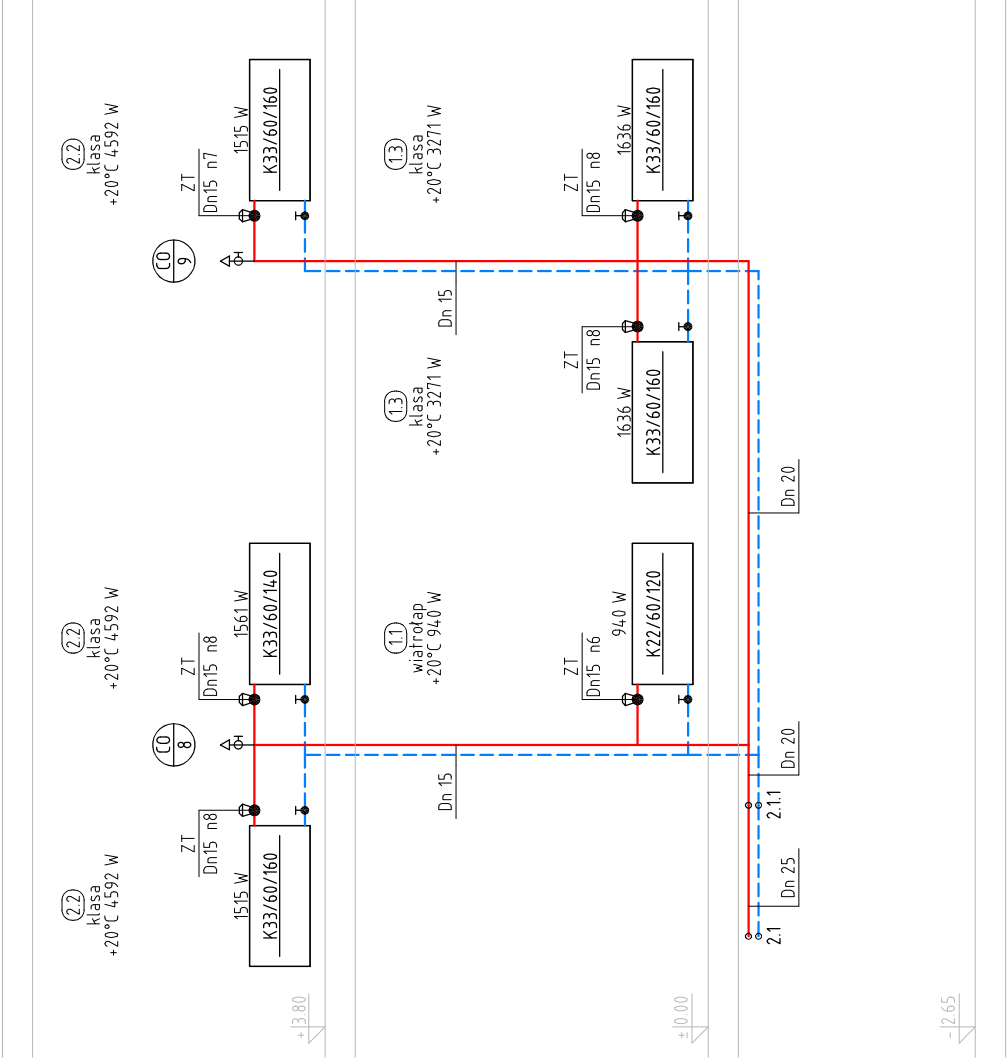 2.2
klasa
+20°C 4592 W
2.2
klasa
+20°C 4592 W
2.2
klasa
+20°C 4592 W
CO
8
CO
9
ZT
Dn15 n8
ZT
Dn15 n8
ZT
Dn15 n7
1515 W
K33/60/160
1561 W
K33/60/140
1515 W
K33/60/160
+3.80
1.1
wiatrołap
+20°C 940 W
1.3
klasa
+20°C 3271 W
1.3
klasa
+20°C 3271 W
Dn 15
Dn 15
ZT
Dn15 n6
ZT
Dn15 n8
ZT
Dn15 n8
940 W
K22/60/120
1636 W
K33/60/160
1636 W
K33/60/160
±0.00
2.1
Dn 25
2.1.1
Dn 20
Dn 20
-2.65